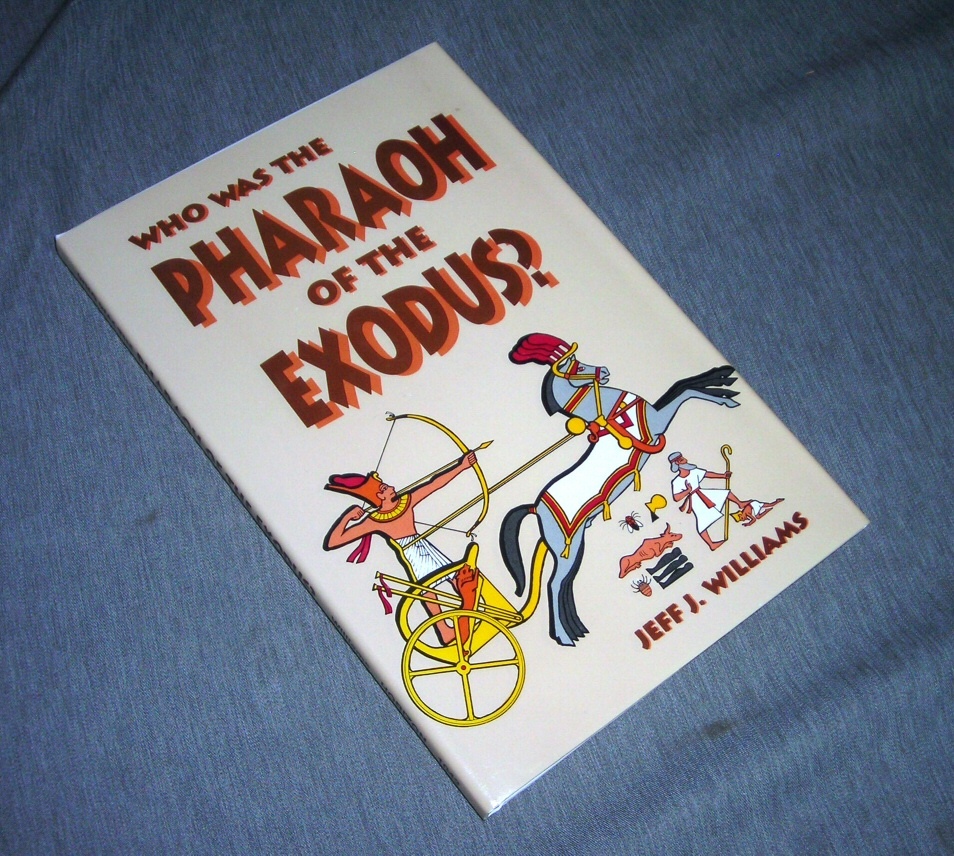 WHO WAS THE
PHARAOH
OF THE
EXODUS?
JEFF J. WILLIAMS